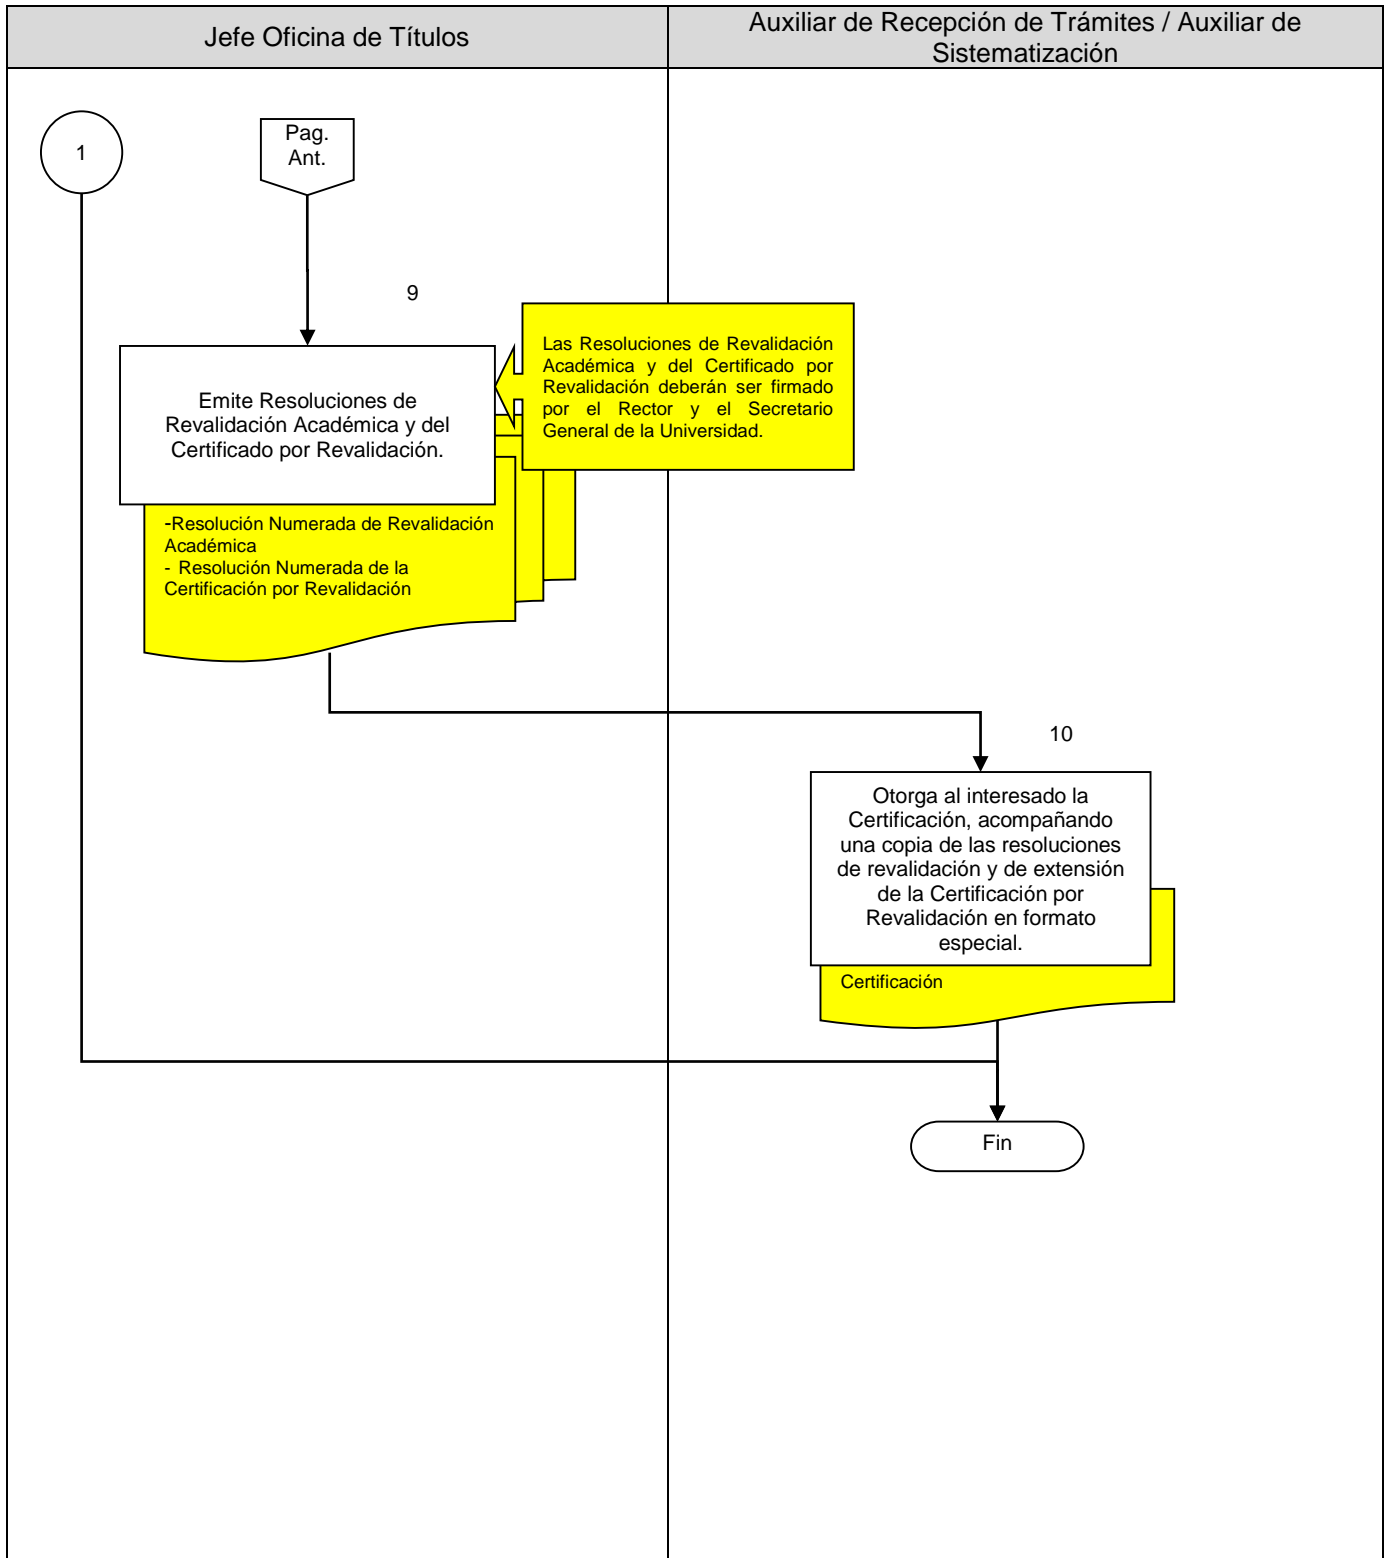 Jefe Oficina de Títulos
Auxiliar de Recepción de Trámites / Auxiliar de
Sistematización
1
Pag.
Ant.
9
Las Resoluciones de Revalidación
Académica y del Certificado por
Revalidación deberán ser firmado
por el Rector y el Secretario
General de la Universidad.
Emite Resoluciones de
Revalidación Académica y del
Certificado por Revalidación.
-Resolución Numerada de Revalidación
Académica
- Resolución Numerada de la
Certificación por Revalidación
10
Otorga al interesado la
Certificación, acompañando
una copia de las resoluciones
de revalidación y de extensión
de la Certificación por
Revalidación en formato
especial.
Certificación
Fin